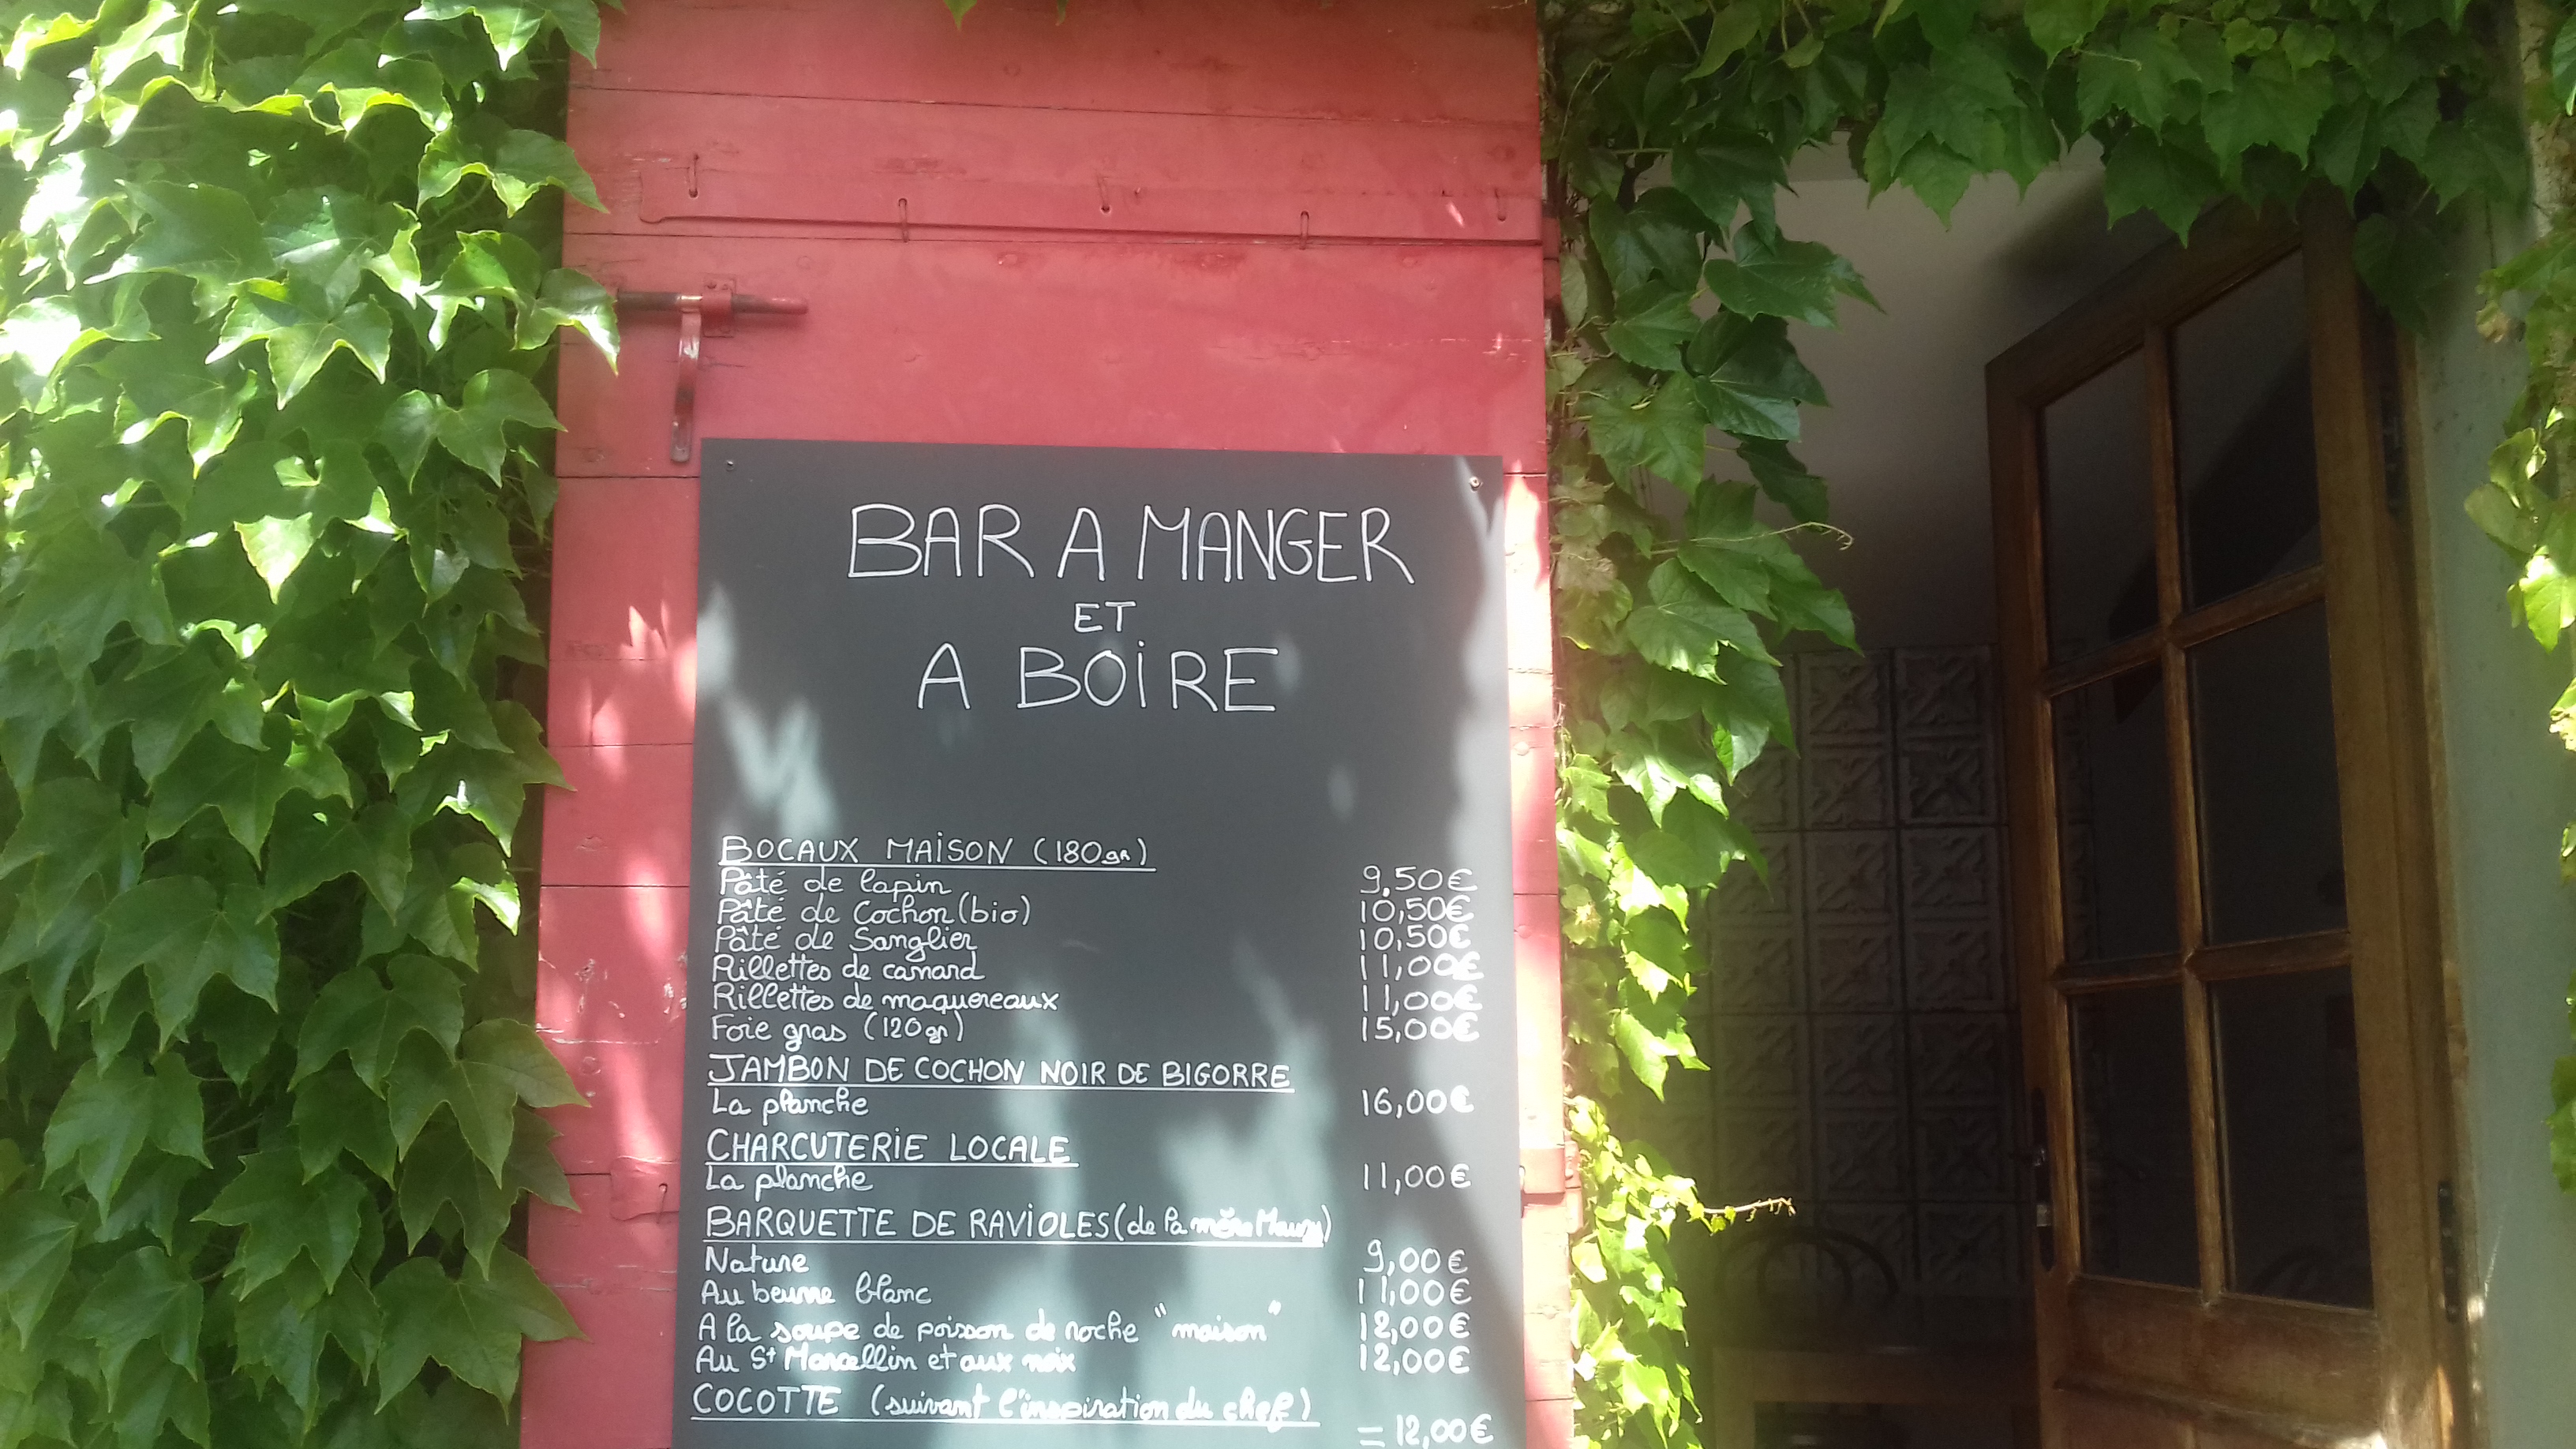 BAR A MANGER
ET
A BOIRE
BOCAUX MAISON (180gr)
Pâté de lapin 9,50€
Pâté de Cochon (bio) 10,50€
Pâté de Sanglier 10,50€
Rillettes de canard 11,00€
Rillettes de maquereaux 11,00€
Foie gras (120gr) 15,00€
JAMBON DE COCHON NOIR DE BIGORRE
La planche 16,00€
CHARCUTERIE LOCALE
La planche 11,00€
BARQUETTE DE RAVIOLES (de la mère Maury)
Nature 9,00€
Au beurre blanc 11,00€
A la soupe de poisson de roche "maison" 12,00€
Au St Marcellin et aux noix 12,00€
COCOTTE (suivant l'inspiration du chef)
= 12,00€